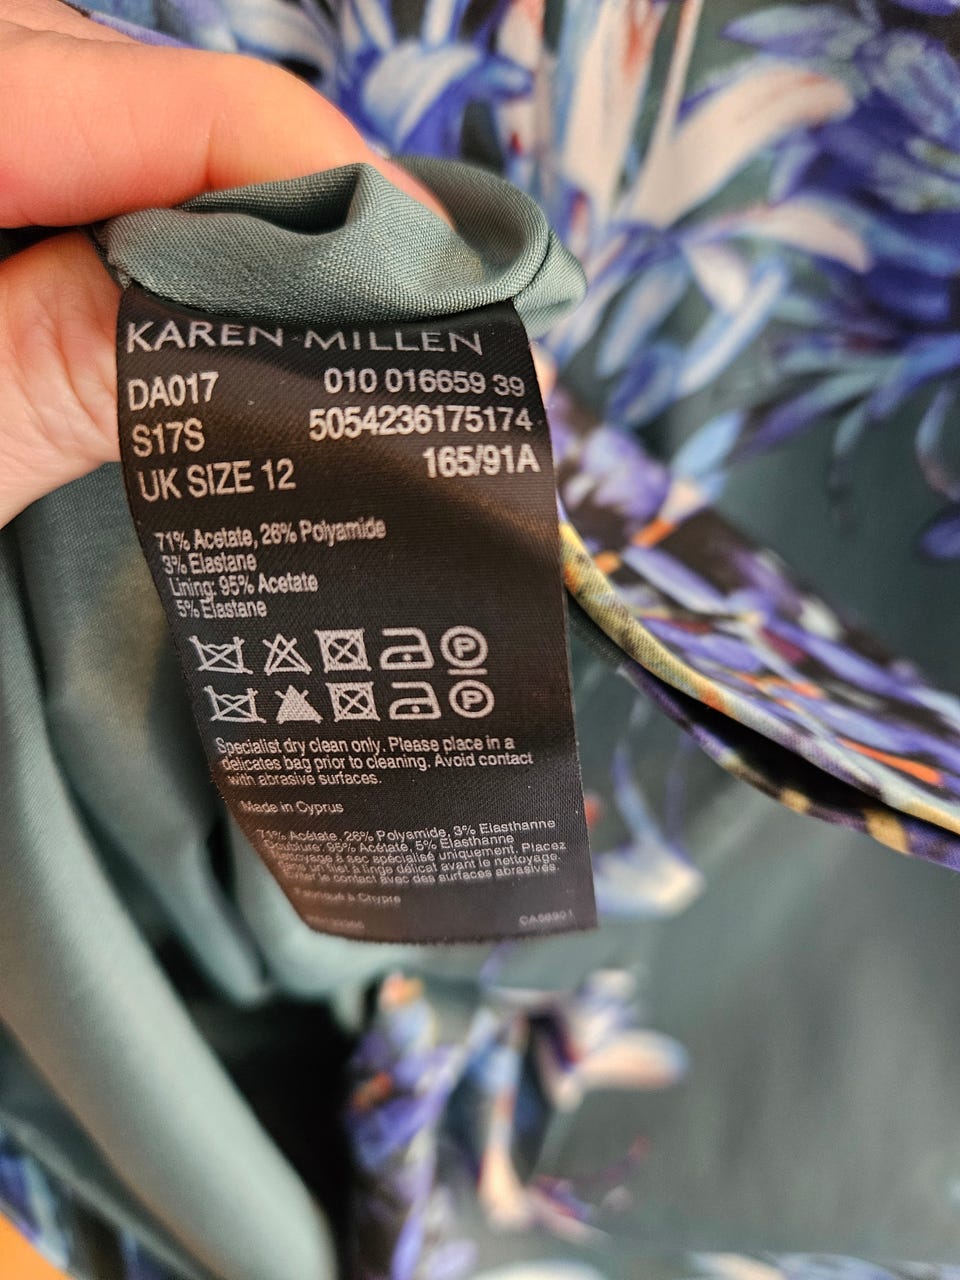 KAREN MILLEN
DA017 010 016659 39
S17S 5054236175174
UK SIZE 12 165/91A
71% Acetate, 26% Polyamide
3% Elastane
Lining: 95% Acetate
5% Elastane
P
P
Specialist dry clean only. Please place in a
delicates bag prior to cleaning. Avoid contact
with abrasive surfaces.
Made in Cyprus
71% Acétate, 26% Polyamide, 3% Elasthanne
Doublure: 95% Acétate, 5% Elasthanne
Nettoyage à sec spécialisé uniquement. Placez
dans un filet à linge délicat avant le nettoyage.
Éviter le contact avec des surfaces abrasivés.
Fabriqué à Chypre
CA58901